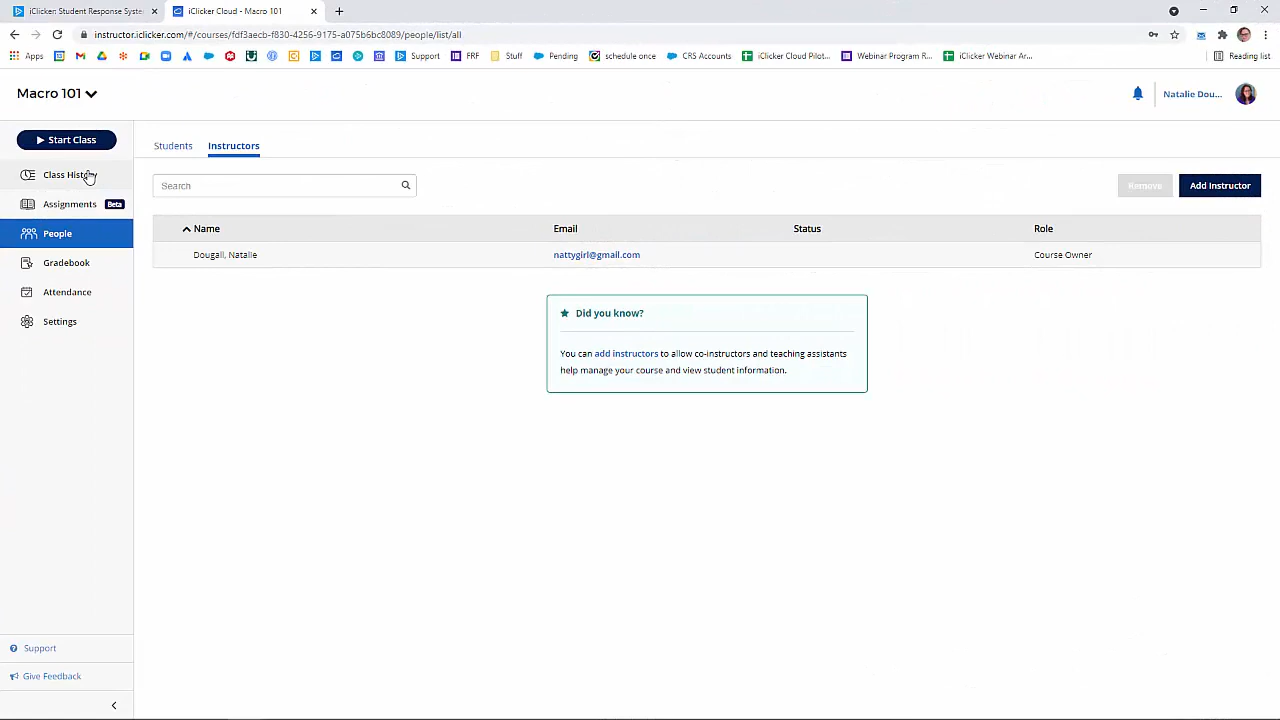 iClicker: Student Response Syste
iClicker Cloud - Macro 101
instructor.iclicker.com/#/courses/fdf3aecb-f830-4256-9175-a075b6bc8089/people/list/all
Apps
Support
FRF
Stuff
Pending
schedule once
CRS Accounts
iClicker Cloud Pilot...
Webinar Program R...
iClicker Webinar Ar...
Reading list
Macro 101
Natalie Dou...
Start Class
Class History
Assignments Beta
People
Gradebook
Attendance
Settings
Students Instructors
Search
Remove
Add Instructor
Name Email Status Role
Dougall, Natalie nattygirl@gmail.com Course Owner
Did you know?
You can add instructors to allow co-instructors and teaching assistants
help manage your course and view student information.
Support
Give Feedback